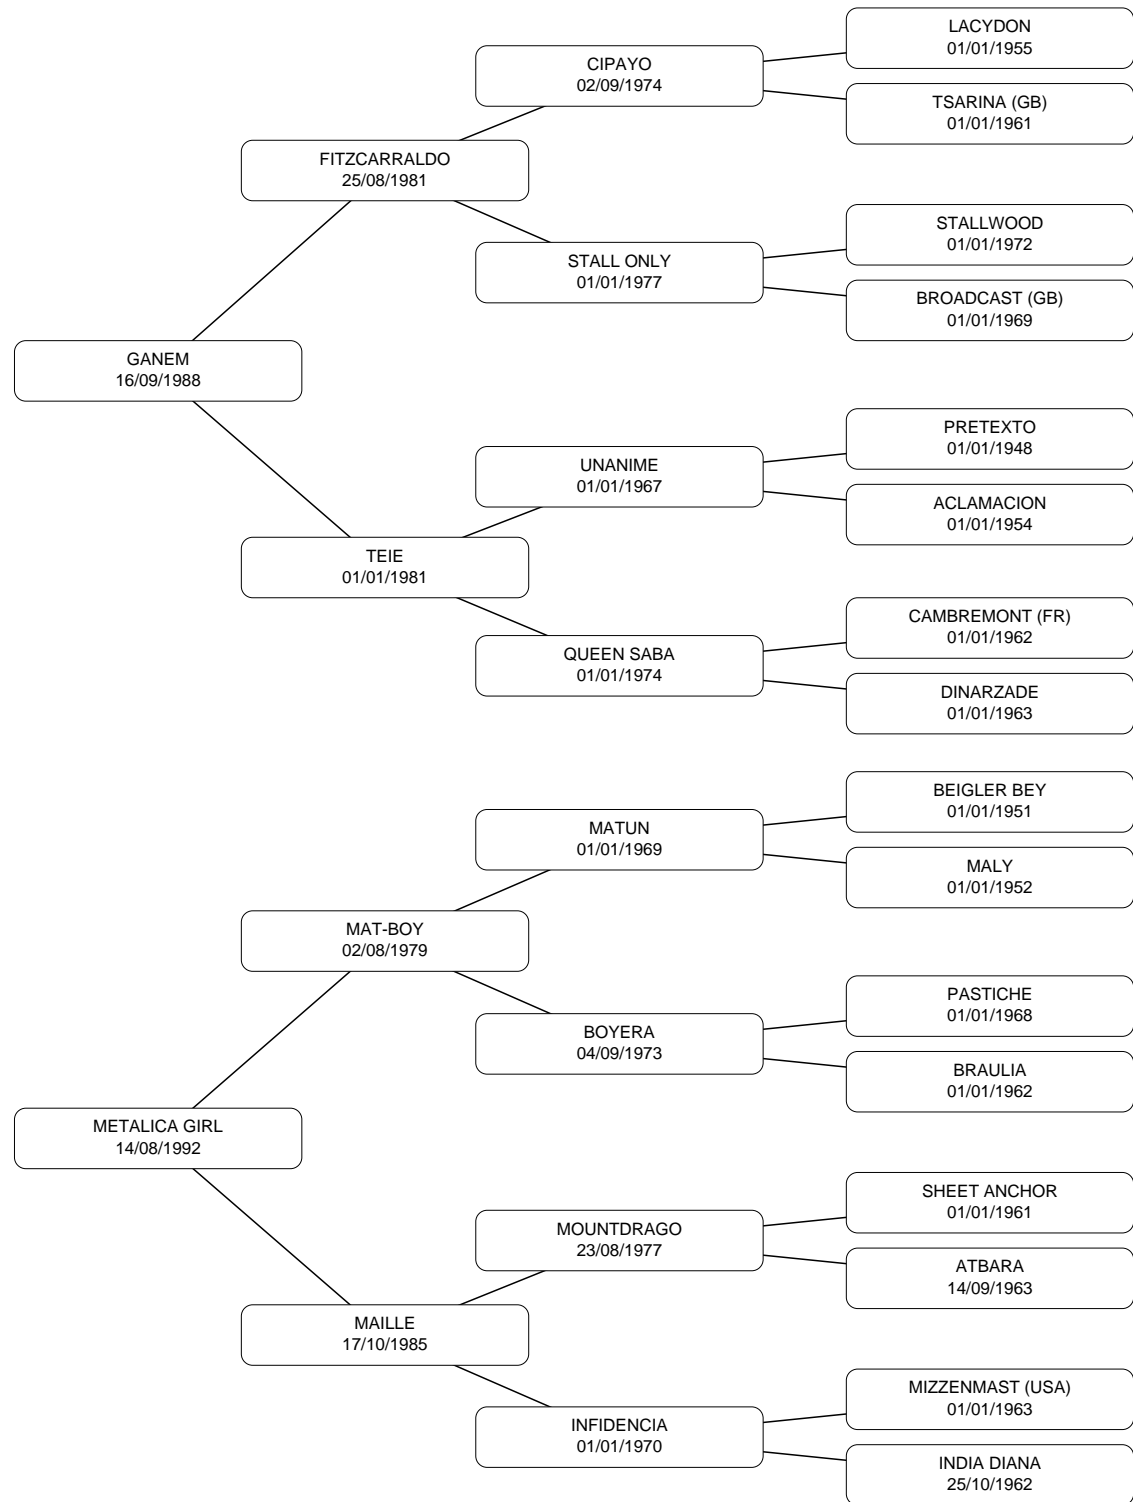 LACYDON
01/01/1955
CIPAYO
02/09/1974
TSARINA (GB)
01/01/1961
FITZCARRALDO
25/08/1981
STALLWOOD
01/01/1972
STALL ONLY
01/01/1977
BROADCAST (GB)
01/01/1969
GANEM
16/09/1988
PRETEXTO
01/01/1948
UNANIME
01/01/1967
ACLAMACION
01/01/1954
TEIE
01/01/1981
CAMBREMONT (FR)
01/01/1962
QUEEN SABA
01/01/1974
DINARZADE
01/01/1963
BEIGLER BEY
01/01/1951
MATUN
01/01/1969
MALY
01/01/1952
MAT-BOY
02/08/1979
PASTICHE
01/01/1968
BOYERA
04/09/1973
BRAULIA
01/01/1962
METALICA GIRL
14/08/1992
SHEET ANCHOR
01/01/1961
MOUNTDRAGO
23/08/1977
ATBARA
14/09/1963
MAILLE
17/10/1985
MIZZENMAST (USA)
01/01/1963
INFIDENCIA
01/01/1970
INDIA DIANA
25/10/1962